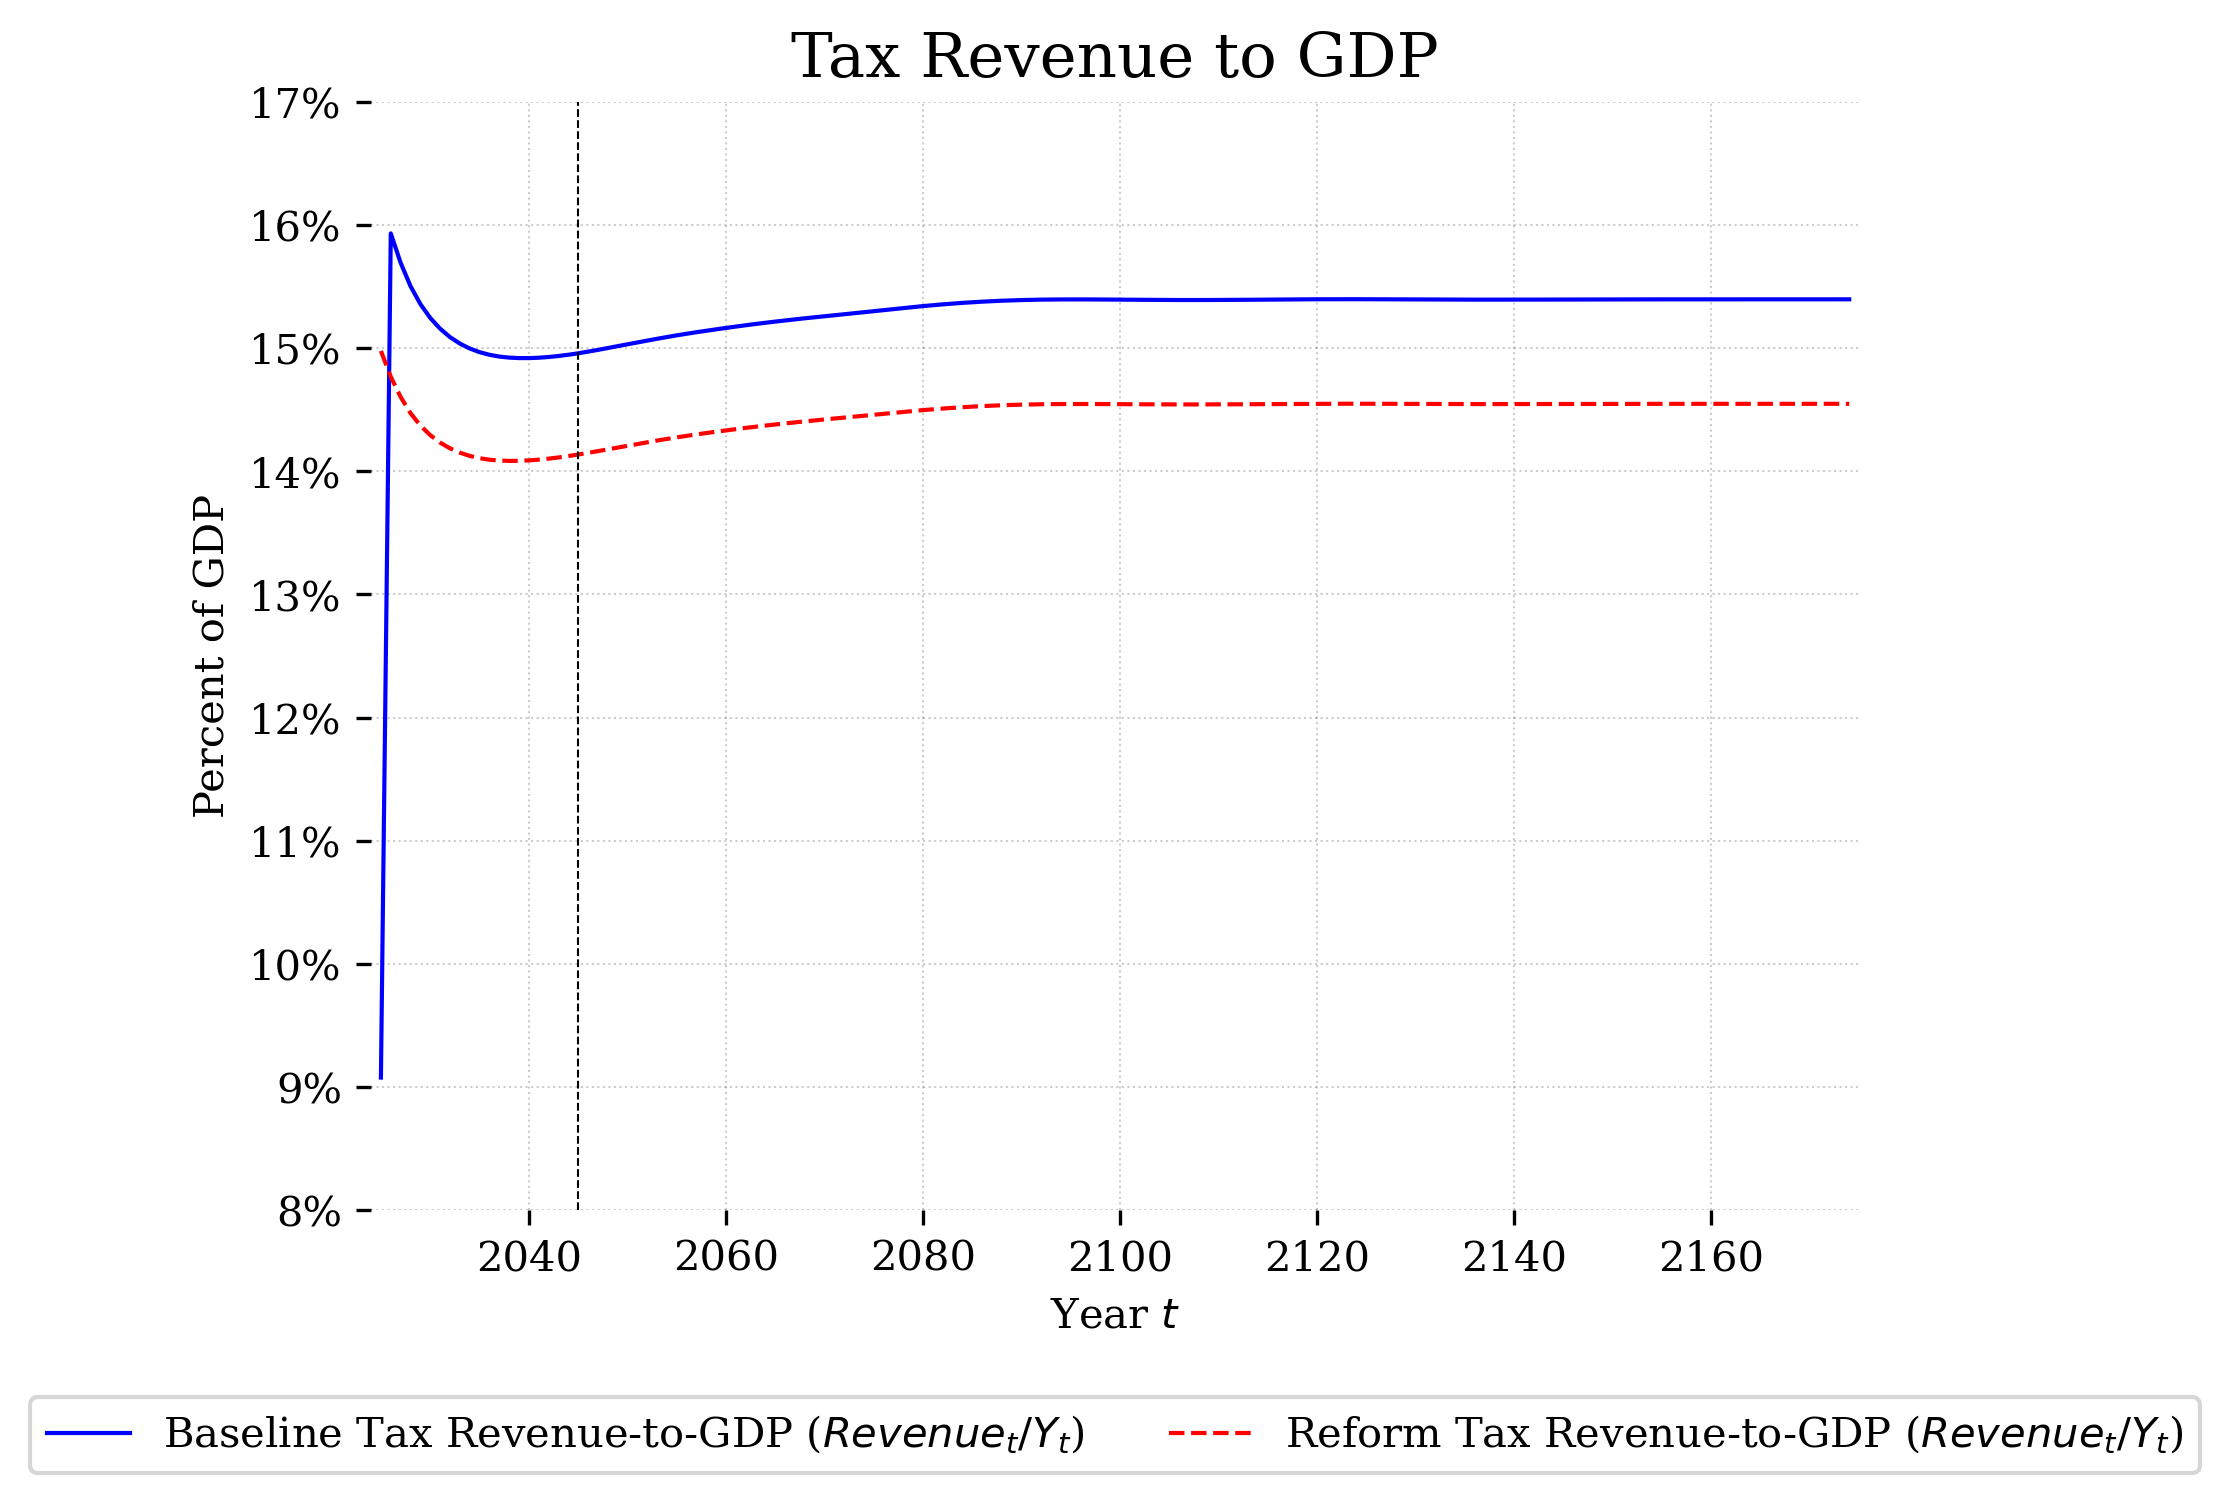 Tax Revenue to GDP
17%
16%
15%
14%
13%
12%
11%
10%
9%
8%
Percent of GDP
2040 2060 2080 2100 2120 2140 2160
Year t
Baseline Tax Revenue-to-GDP (Revenue_t/Y_t) Reform Tax Revenue-to-GDP (Revenue_t/Y_t)